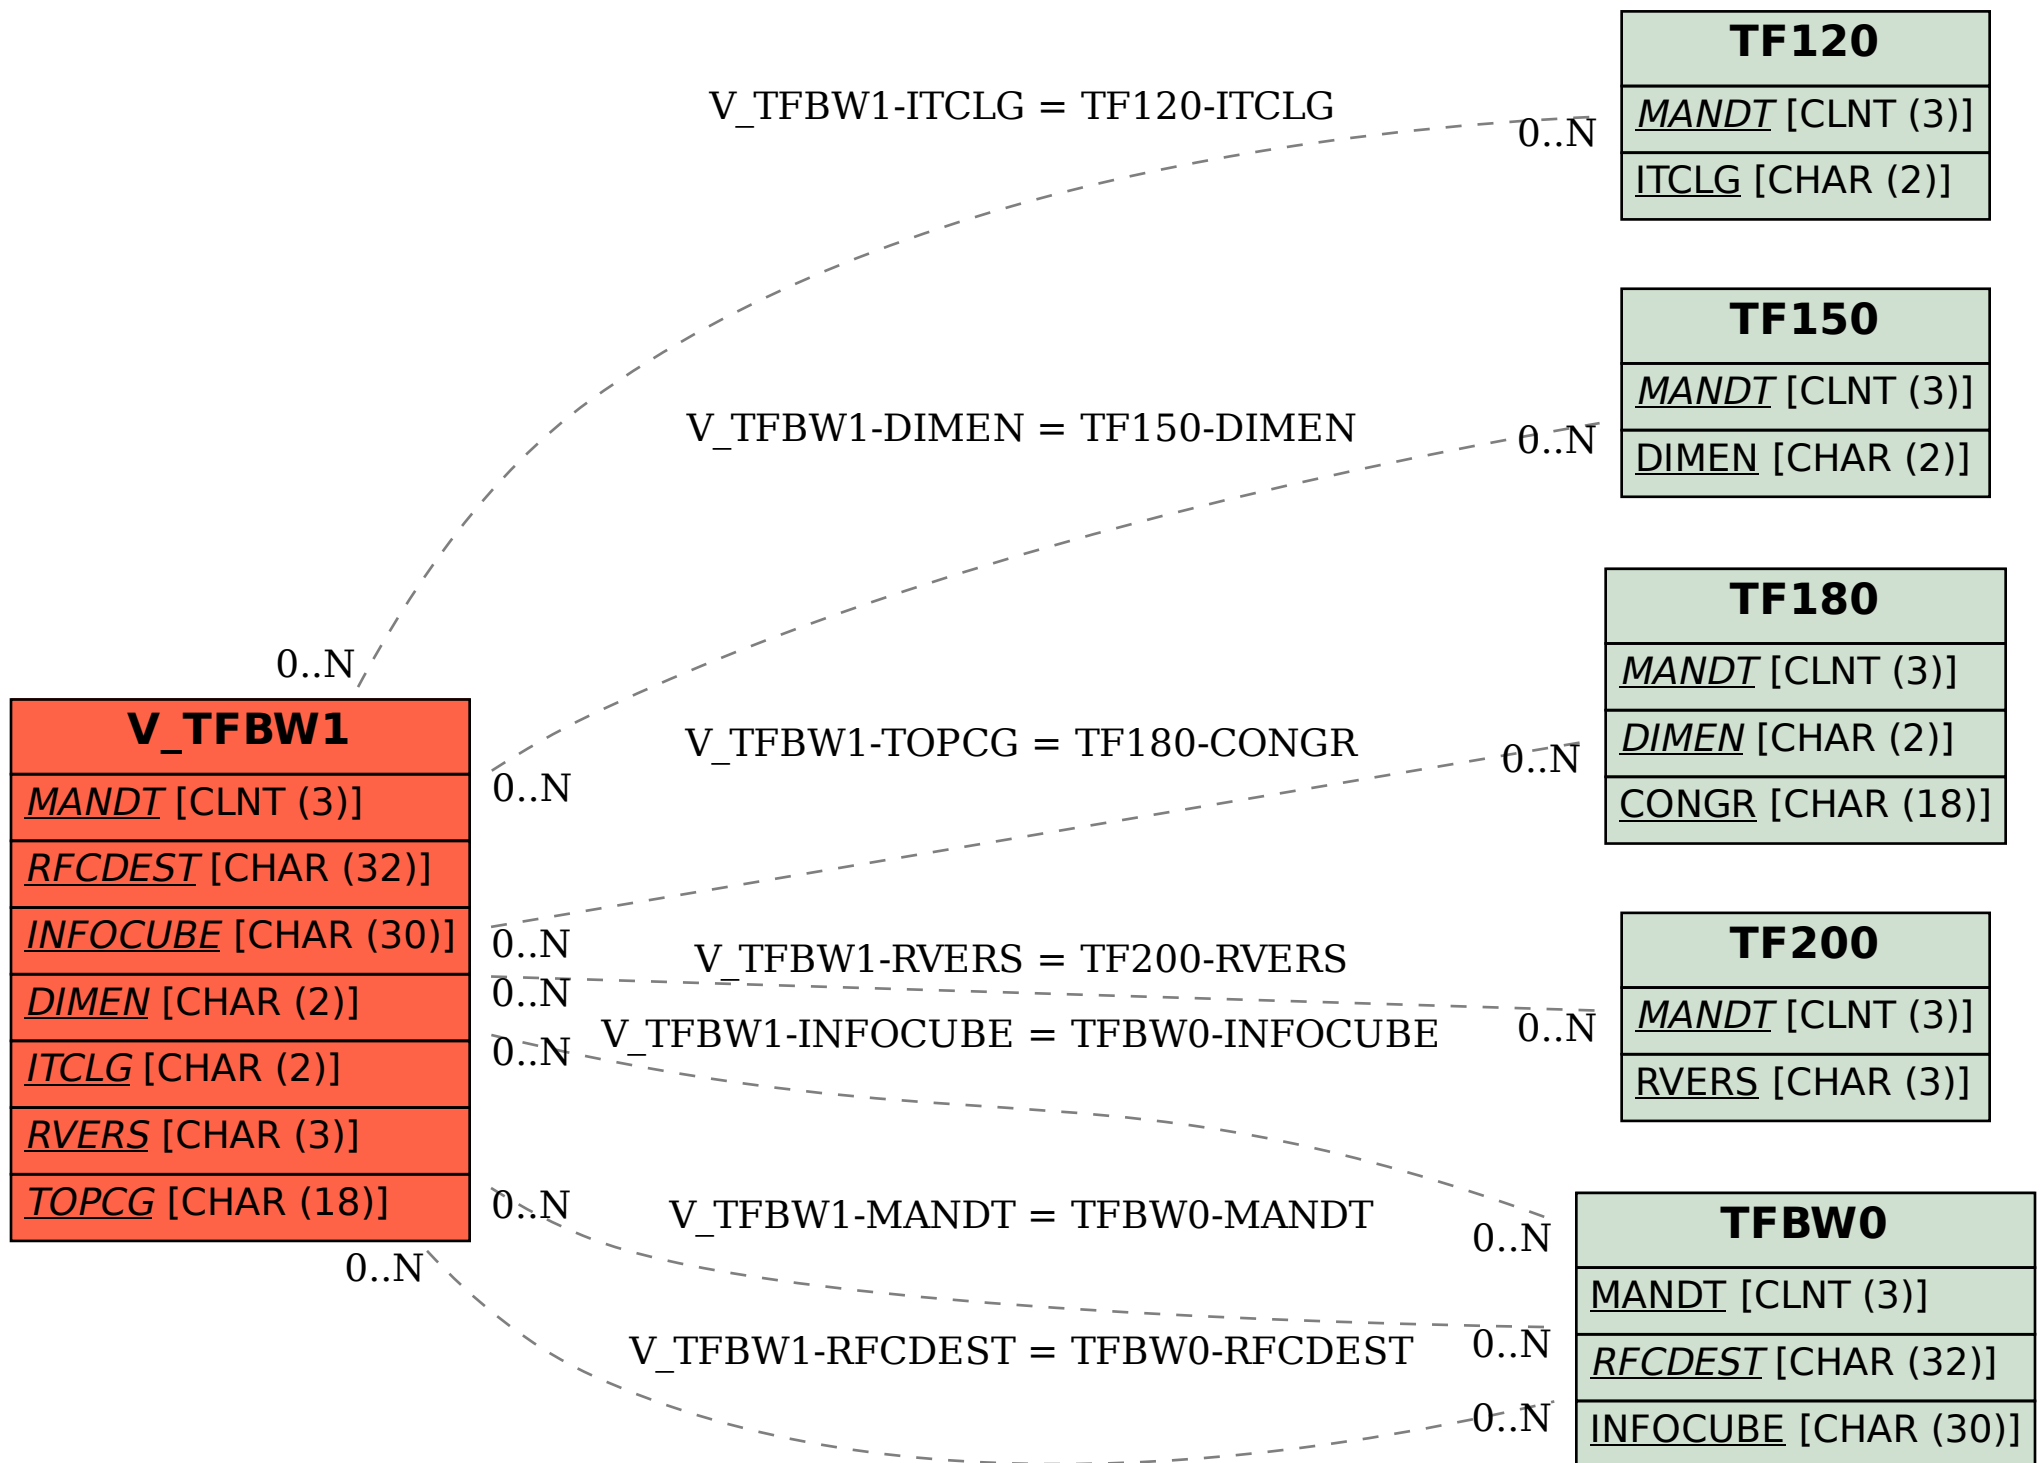 TF120
MANDT [CLNT (3)]
ITCLG [CHAR (2)]
V_TFBW1-ITCLG = TF120-ITCLG
0..N
0..N
TF150
MANDT [CLNT (3)]
DIMEN [CHAR (2)]
V_TFBW1-DIMEN = TF150-DIMEN
0..N
0..N
TF180
MANDT [CLNT (3)]
DIMEN [CHAR (2)]
CONGR [CHAR (18)]
V_TFBW1-TOPCG = TF180-CONGR
0..N
0..N
V_TFBW1
MANDT [CLNT (3)]
RFCDEST [CHAR (32)]
INFOCUBE [CHAR (30)]
DIMEN [CHAR (2)]
ITCLG [CHAR (2)]
RVERS [CHAR (3)]
TOPCG [CHAR (18)]
TF200
MANDT [CLNT (3)]
RVERS [CHAR (3)]
V_TFBW1-RVERS = TF200-RVERS
0..N
0..N
V_TFBW1-INFOCUBE = TFBW0-INFOCUBE
0..N
0..N
V_TFBW1-MANDT = TFBW0-MANDT
0..N
0..N
V_TFBW1-RFCDEST = TFBW0-RFCDEST
0..N
0..N
TFBW0
MANDT [CLNT (3)]
RFCDEST [CHAR (32)]
INFOCUBE [CHAR (30)]